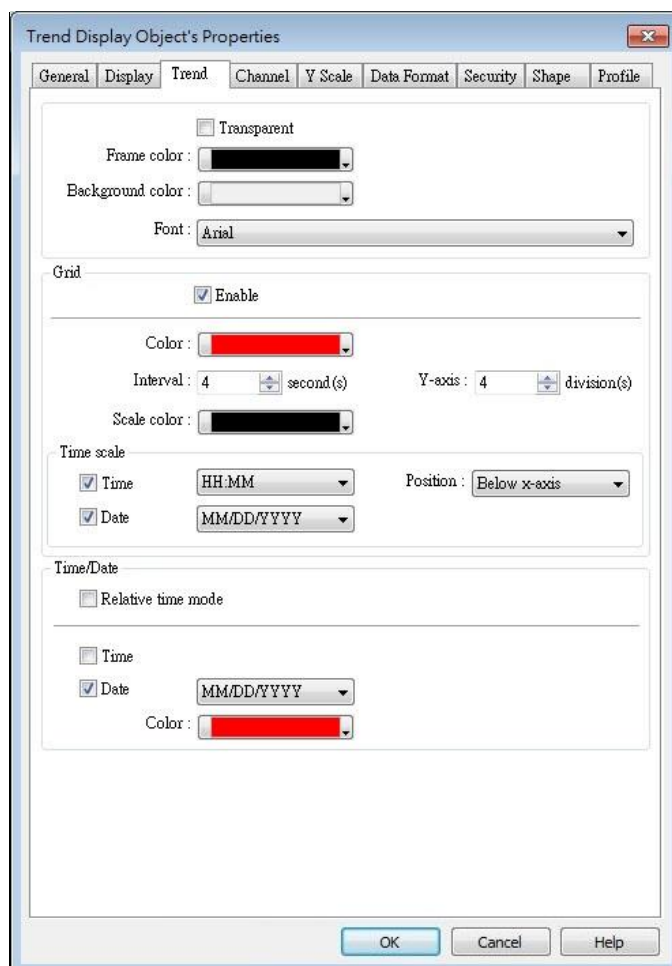 Trend Display Object's Properties
General Display Trend Channel Y Scale Data Format Security Shape Profile
Transparent
Frame color :
Background color :
Font : Arial
Grid
Enable
Color :
Interval : 4 second(s) Y-axis : 4 division(s)
Scale color :
Time scale
Time HH:MM Position : Below x-axis
Date MM/DD/YYYY
Time/Date
Relative time mode
Time
Date MM/DD/YYYY
Color :
OK Cancel Help